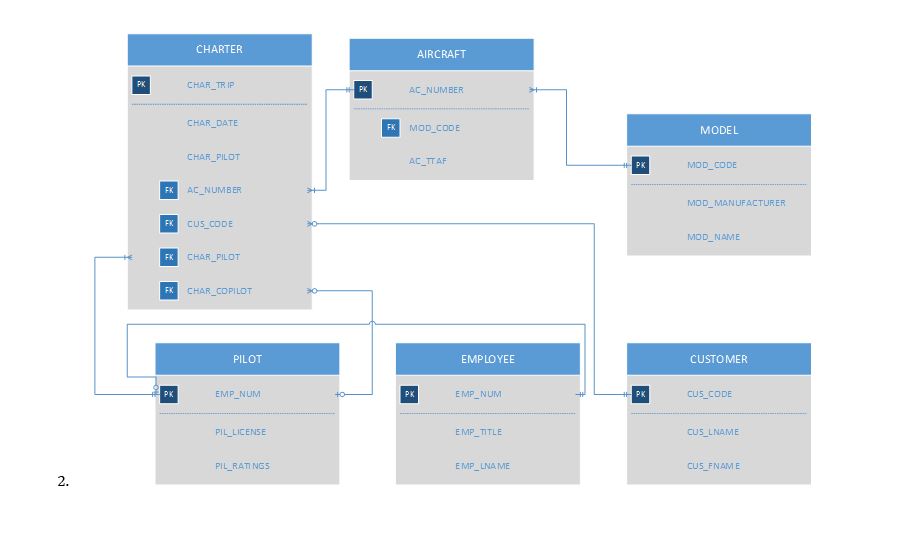 CHARTER
PK CHAR_TRIP
CHAR_DATE
CHAR_PILOT
FK AC_NUMBER
FK CUS_CODE
FK CHAR_PILOT
FK CHAR_COPILOT
AIRCRAFT
PK AC_NUMBER
FK MOD_CODE
AC_TTAF
MODEL
PK MOD_CODE
MOD_MANUFACTURER
MOD_NAME
PILOT
PK EMP_NUM
PIL_LICENSE
PIL_RATINGS
EMPLOYEE
PK EMP_NUM
EMP_TITLE
EMP_LNAME
CUSTOMER
PK CUS_CODE
CUS_LNAME
CUS_FNAME
2.